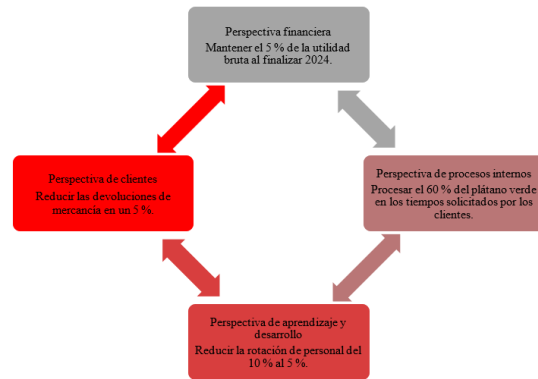 Perspectiva financiera
Mantener el 5 % de la utilidad
bruta al finalizar 2024.
Perspectiva de clientes
Reducir las devoluciones de
mercancía en un 5 %.
Perspectiva de procesos internos
Procesar el 60 % del plátano verde
en los tiempos solicitados por los
clientes.
Perspectiva de aprendizaje y
desarrollo
Reducir la rotación de personal del
10 % al 5 %.